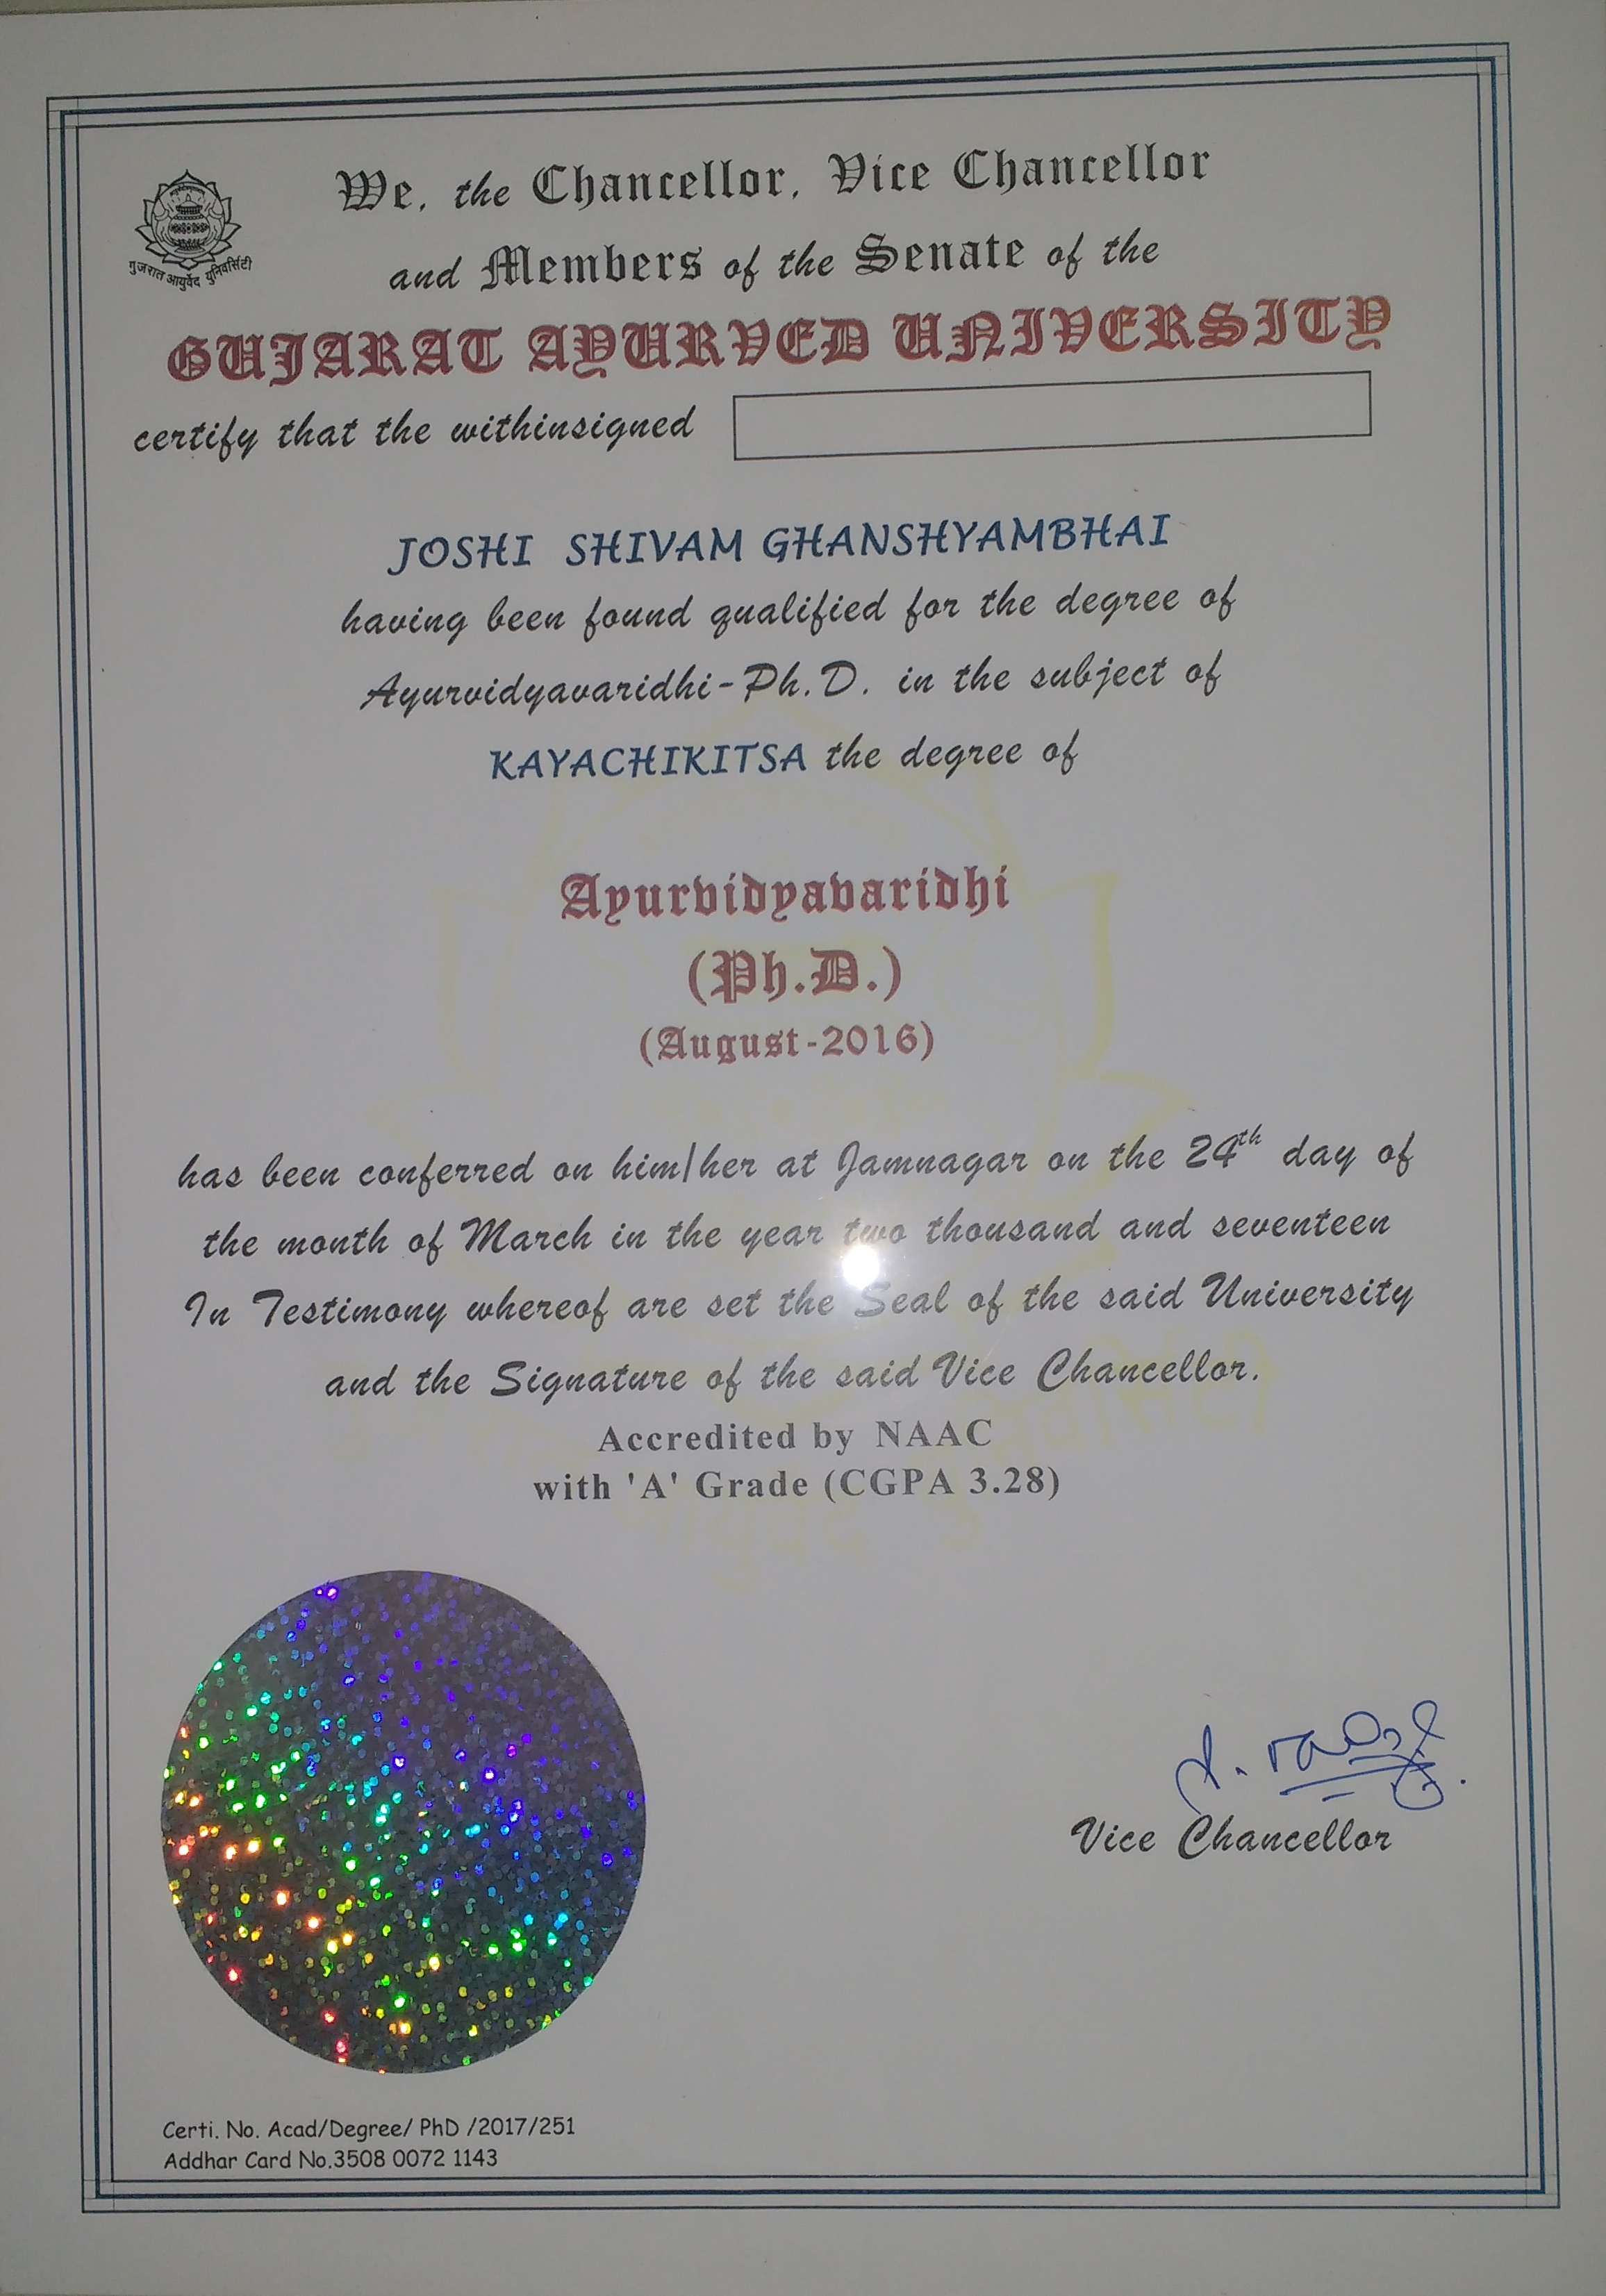 We, the Chancellor, Vice Chancellor
गुजरात आयुर्वेद युनिवर्सिटी
and Members of the Senate of the
GUJARAT AYURVED UNIVERSITY
certify that the withinsigned
JOSHI SHIVAM GHANSHYAMBHAI
having been found qualified for the degree of
Ayurvidyavaridhi-Ph.D. in the subject of
KAYACHIKITSA the degree of
Ayurvidyavaridhi
(Ph.D.)
(August-2016)
has been conferred on him/her at Jamnagar on the 24th day of
the month of March in the year two thousand and seventeen
In Testimony whereof are set the Seal of the said University
and the Signature of the said Vice Chancellor.
Accredited by NAAC
with 'A' Grade (CGPA 3.28)
Vice Chancellor
Certi. No. Acad/Degree/ PhD /2017/251
Addhar Card No.3508 0072 1143